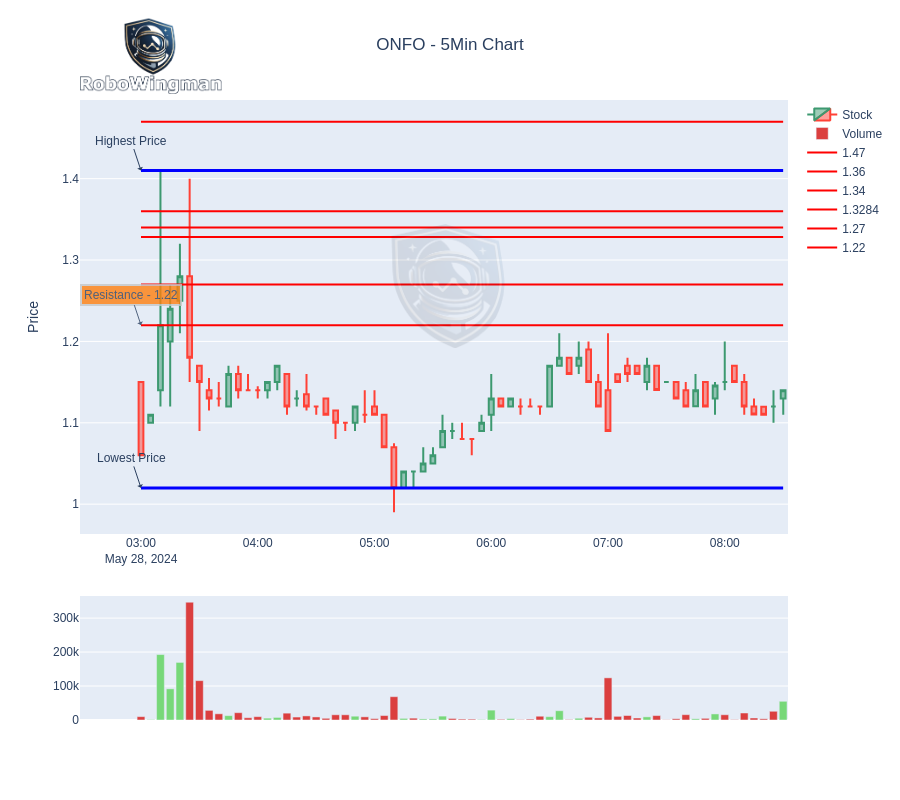 ONFO - 5Min Chart
RoboWingman
Stock
Volume
1.47
1.36
1.34
1.3284
1.27
1.22
Highest Price
Resistance - 1.22
Lowest Price
Price
1.4
1.3
1.2
1.1
1
03:00
04:00
05:00
06:00
07:00
08:00
May 28, 2024
300k
200k
100k
0